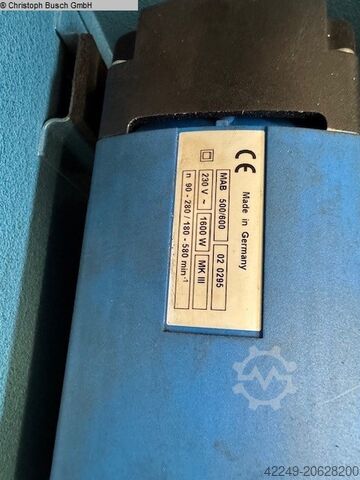 © Christoph Busch GmbH
CE Made in Germany
MAB 500/800 02 0295
230 V ~ 1600 W MK III
n 90 - 280 / 180 - 580 min⁻¹
42249-20628200